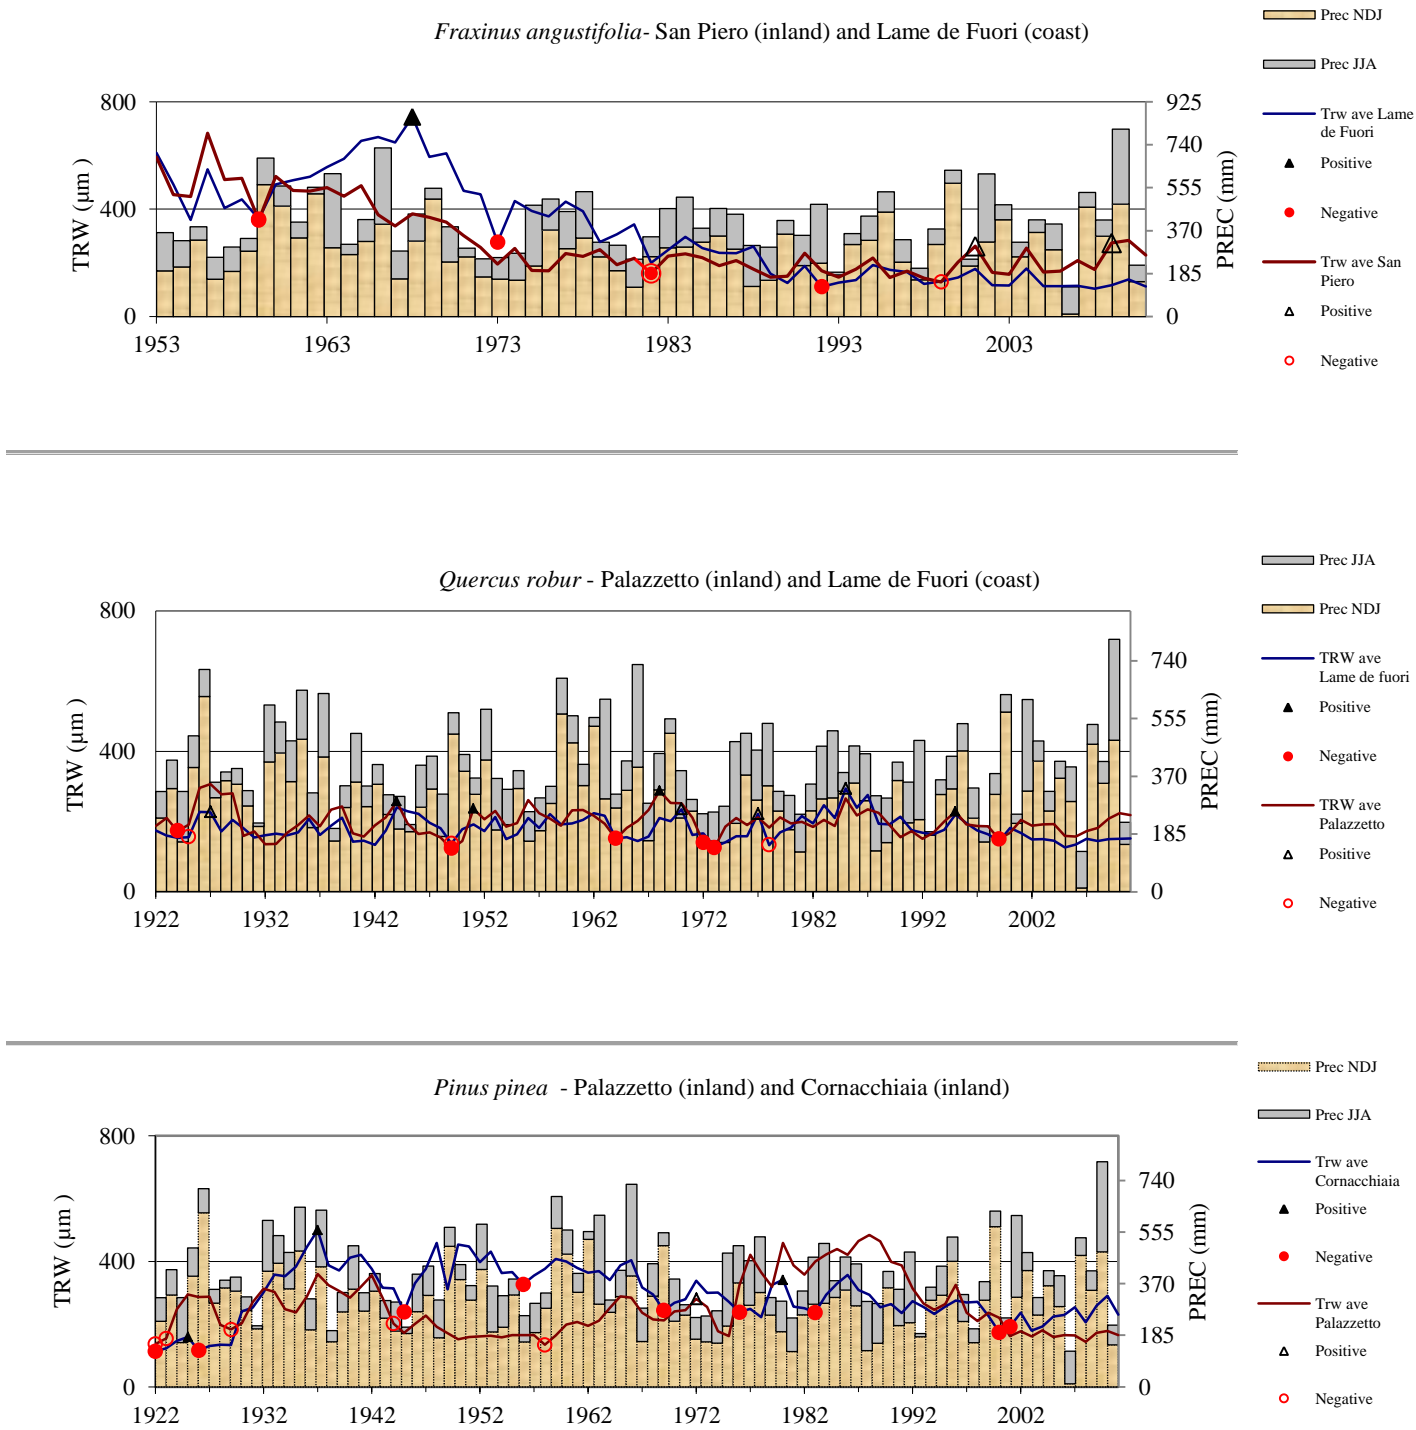 Fraxinus angustifolia- San Piero (inland) and Lame de Fuori (coast)
800
400
0
TRW (µm )
925
740
555
370
185
0
PREC (mm)
1953 1963 1973 1983 1993 2003
Prec NDJ
Prec JJA
Trw ave Lame
de Fuori
Positive
Negative
Trw ave San
Piero
Positive
Negative
Quercus robur - Palazzetto (inland) and Lame de Fuori (coast)
800
400
0
TRW (µm )
740
555
370
185
0
PREC (mm)
1922 1932 1942 1952 1962 1972 1982 1992 2002
Prec JJA
Prec NDJ
TRW ave
Lame de fuori
Positive
Negative
TRW ave
Palazzetto
Positive
Negative
Pinus pinea - Palazzetto (inland) and Cornacchiaia (inland)
800
400
0
TRW (µm )
740
555
370
185
0
PREC (mm)
1922 1932 1942 1952 1962 1972 1982 1992 2002
Prec NDJ
Prec JJA
Trw ave
Cornacchiaia
Positive
Negative
Trw ave
Palazzetto
Positive
Negative